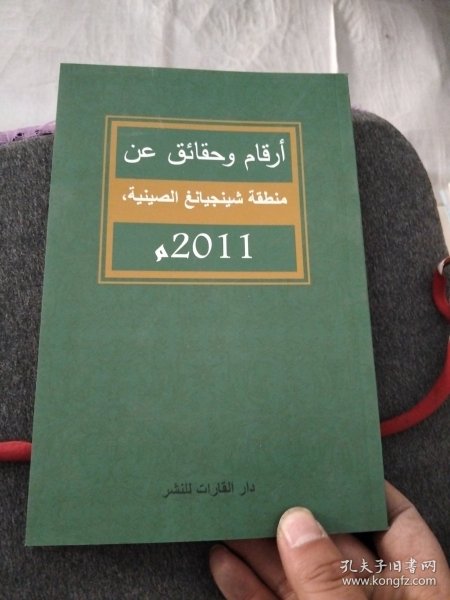 أرقام وحقائق عن
منطقة شينجيانغ الصينية،
2011م
دار القارات للنشر
孔夫子旧书网
www.kongfz.com